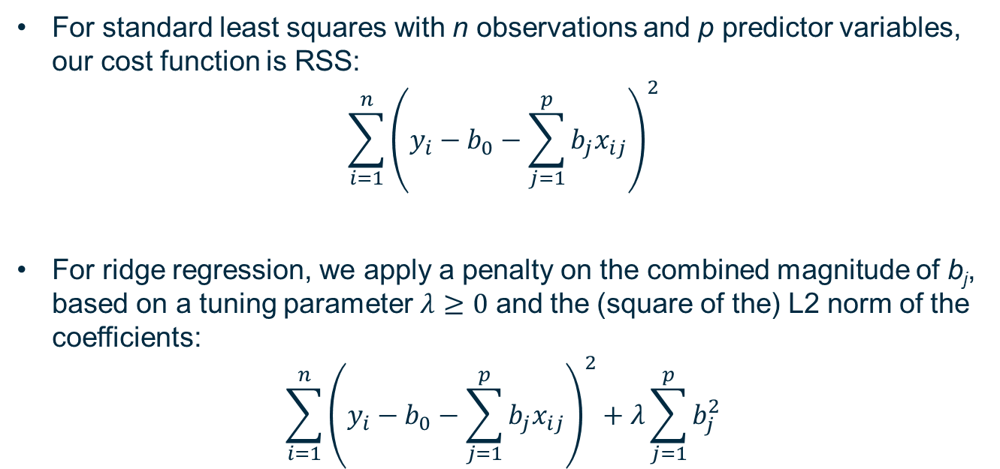 • For standard least squares with n observations and p predictor variables,
our cost function is RSS:
$\sum_{i=1}^{n} \left( y_i - b_0 - \sum_{j=1}^{p} b_j x_{ij} \right)^2$
• For ridge regression, we apply a penalty on the combined magnitude of $b_j$,
based on a tuning parameter $\lambda \geq 0$ and the (square of the) L2 norm of the
coefficients:
$\sum_{i=1}^{n} \left( y_i - b_0 - \sum_{j=1}^{p} b_j x_{ij} \right)^2 + \lambda \sum_{j=1}^{p} b_j^2$